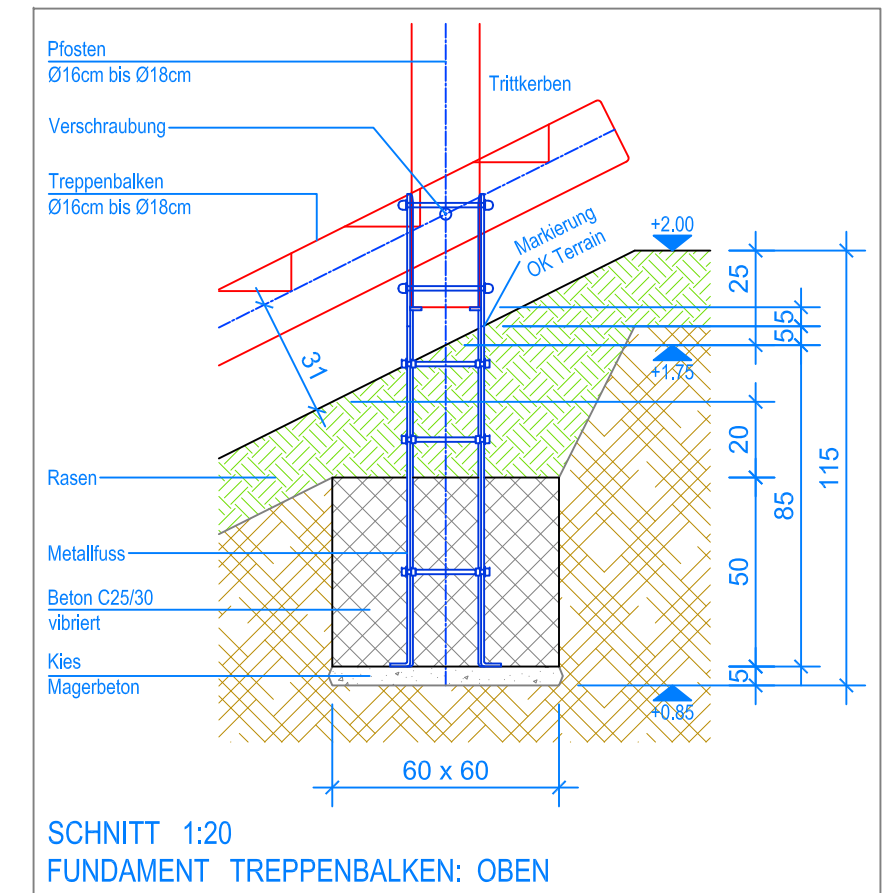 Pfosten
Ø16cm bis Ø18cm
Trittkerben
Verschraubung
Treppenbalken
Ø16cm bis Ø18cm
Markierung
OK Terrain
+2.00
25
5
5
31
+1.75
20
115
85
Rasen
50
Metallfuss
Beton C25/30
vibriert
Kies
Magerbeton
5
+0.85
60 x 60
SCHNITT 1:20
FUNDAMENT TREPPENBALKEN: OBEN